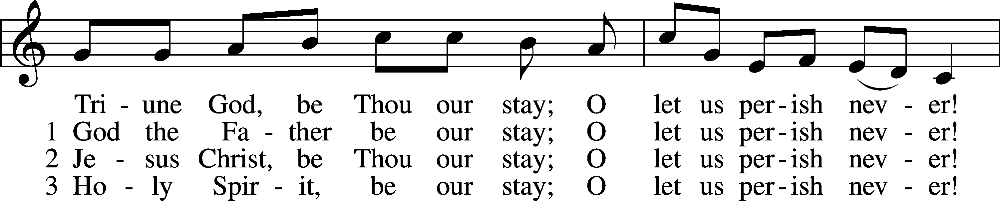 Tri - une God, be Thou our stay; O let us per - ish nev - er!
1 God the Fa - ther be our stay; O let us per - ish nev - er!
2 Je - sus Christ, be Thou our stay; O let us per - ish nev - er!
3 Ho - ly Spir - it, be our stay; O let us per - ish nev - er!